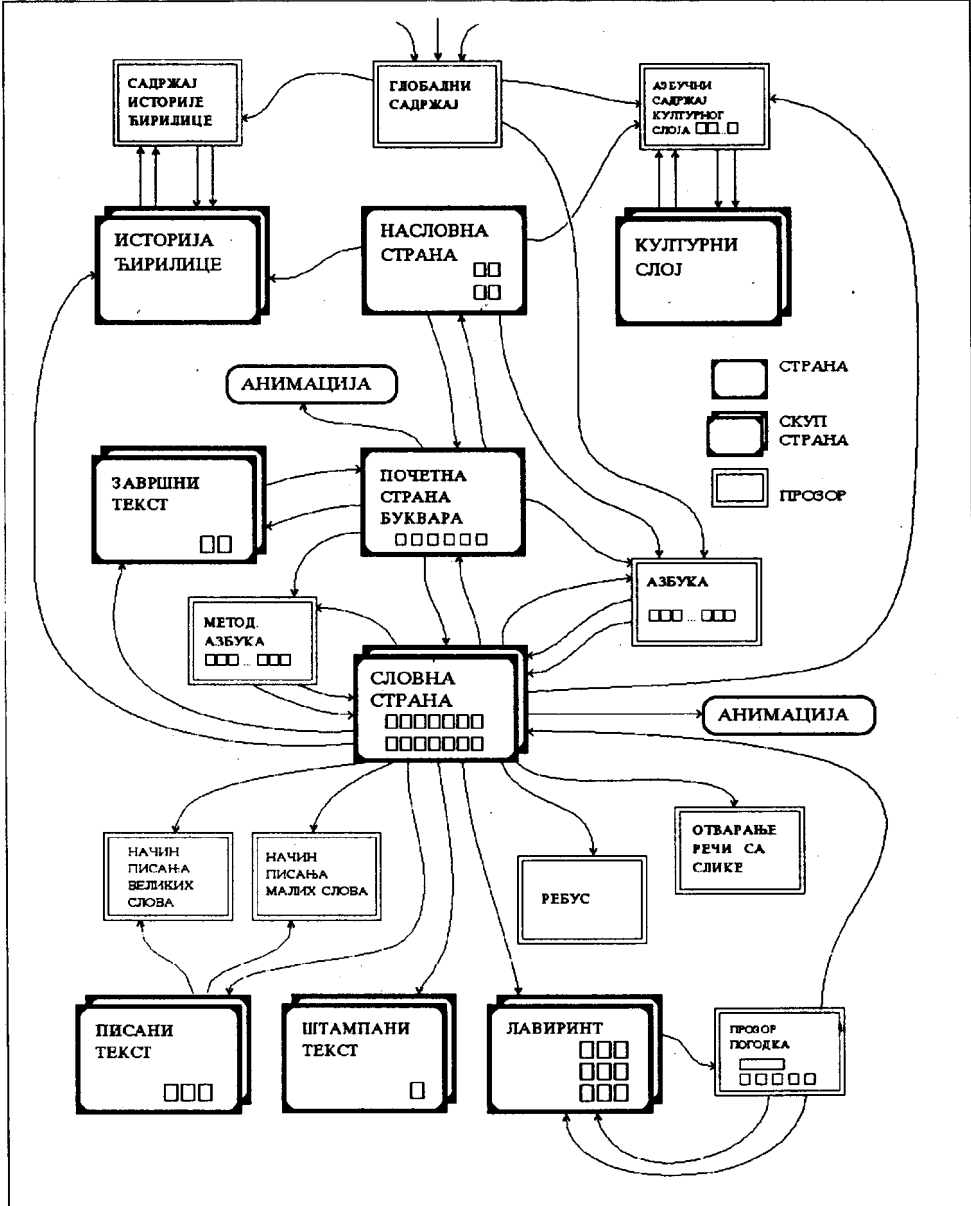 САДРЖАЈ
ИСТОРИЈЕ
ЋИРИЛИЦЕ
ГЛОБАЛНИ
САДРЖАЈ
АЗБУЧНИ
САДРЖАЈ
КУЛТУРНОГ
СЛОЈА ...
ИСТОРИЈА
ЋИРИЛИЦЕ
НАСЛОВНА
СТРАНА
КУЛТУРНИ
СЛОЈ
АНИМАЦИЈА
СТРАНА
СКУП
СТРАНА
ПРОЗОР
ЗАВРШНИ
ТЕКСТ
ПОЧЕТНА
СТРАНА
БУКВАРА
МЕТОД.
АЗБУКА
...
АЗБУКА
...
СЛОВНА
СТРАНА
АНИМАЦИЈА
НАЧИН
ПИСАЊА
ВЕЛИКИХ
СЛОВА
НАЧИН
ПИСАЊА
МАЛИХ СЛОВА
РЕБУС
ОТВАРАЊЕ
РЕЧИ СА
СЛИКЕ
ПИСАНИ
ТЕКСТ
ШТАМПАНИ
ТЕКСТ
ЛАВИРИНТ
ПРОЗОР
ПОГОДКА